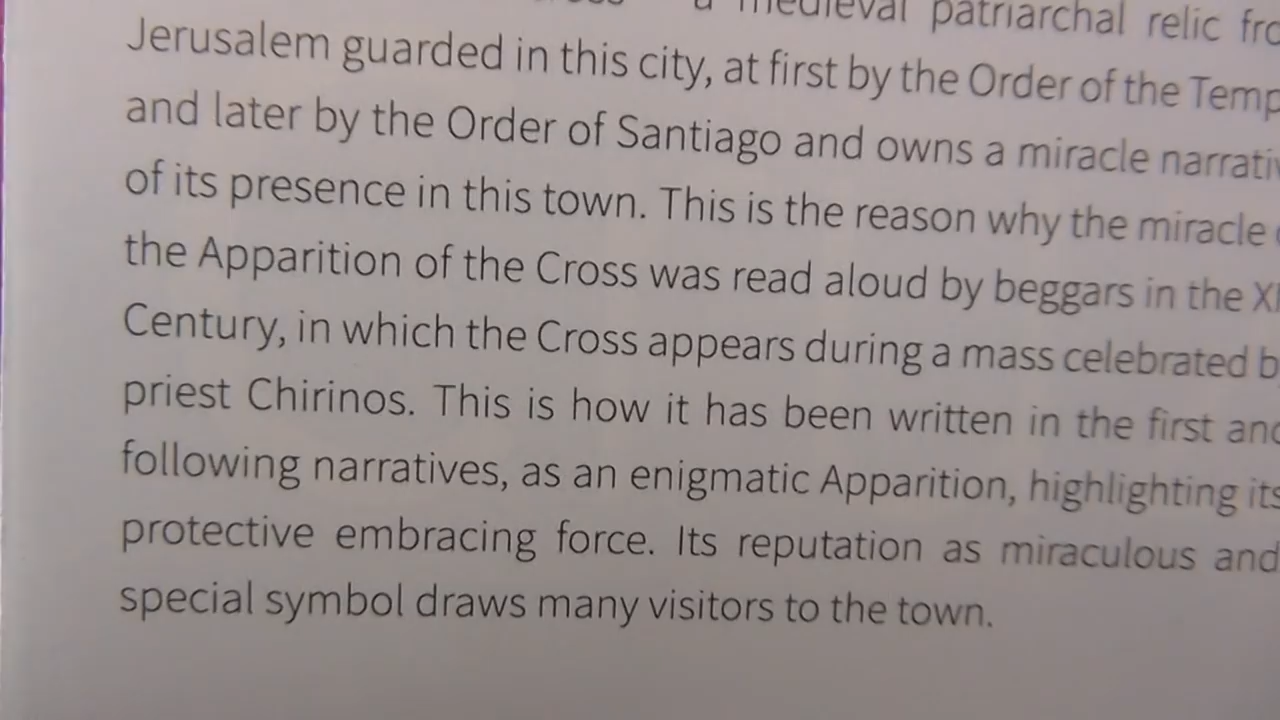 a medieval patriarchal relic
Jerusalem guarded in this city, at first by the Order of the
and later by the Order of Santiago and owns a miracle
of its presence in this town. This is the reason why the miracle
the Apparition of the Cross was read aloud by beggars in the
Century, in which the Cross appears during a mass celebrated
priest Chirinos. This is how it has been written in the first
following narratives, as an enigmatic Apparition, highlighting its
protective embracing force. Its reputation as miraculous and
special symbol draws many visitors to the town.